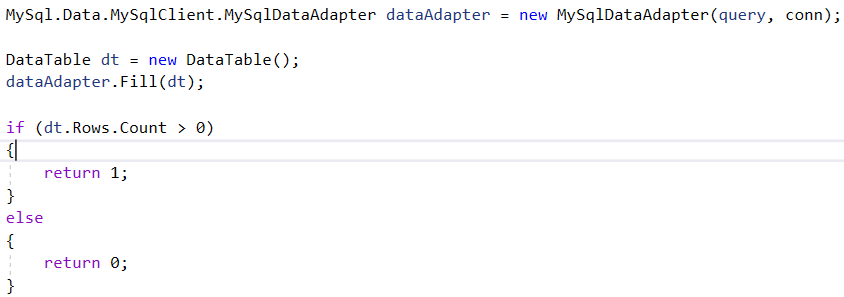 MySql.Data.MySqlClient.MySqlDataAdapter dataAdapter = new MySqlDataAdapter(query, conn);
DataTable dt = new DataTable();
dataAdapter.Fill(dt);
if (dt.Rows.Count > 0)
{
    return 1;
}
else
{
    return 0;
}